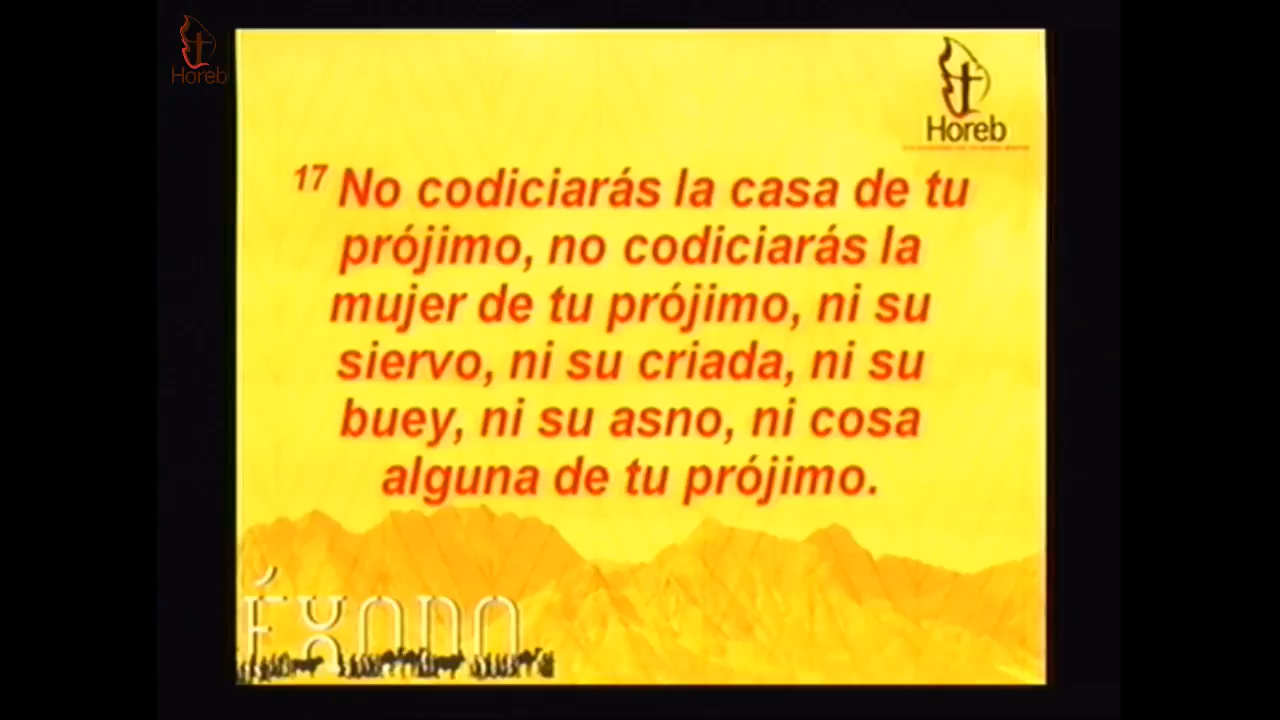 Horeb
Horeb
17 No codiciarás la casa de tu
prójimo, no codiciarás la
mujer de tu prójimo, ni su
siervo, ni su criada, ni su
buey, ni su asno, ni cosa
alguna de tu prójimo.
ÉXODO